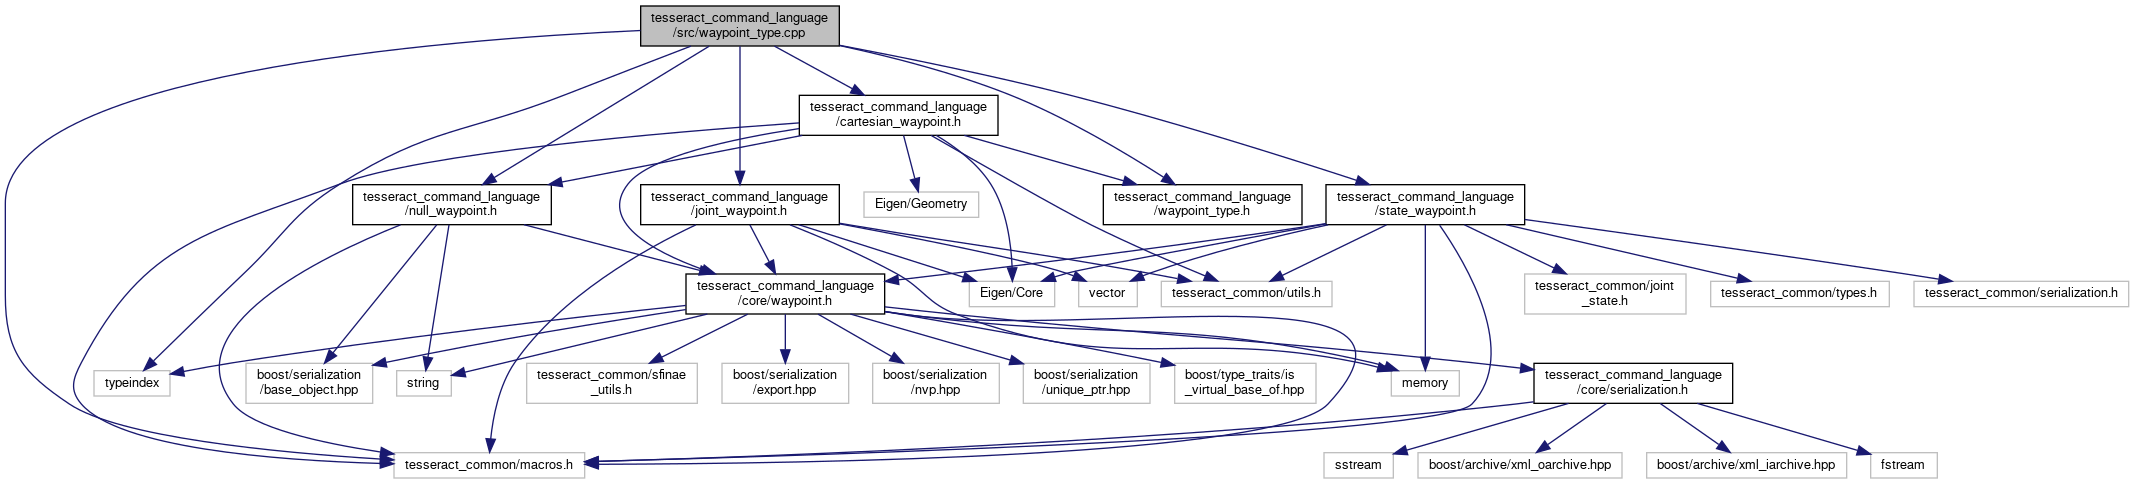 tesseract_command_language
/src/waypoint_type.cpp
tesseract_command_language
/cartesian_waypoint.h
tesseract_command_language
/null_waypoint.h
tesseract_command_language
/joint_waypoint.h
Eigen/Geometry
tesseract_command_language
/waypoint_type.h
tesseract_command_language
/state_waypoint.h
tesseract_command_language
/core/waypoint.h
Eigen/Core
vector
tesseract_common/utils.h
tesseract_common/joint
_state.h
tesseract_common/types.h
tesseract_common/serialization.h
typeindex
boost/serialization
/base_object.hpp
string
tesseract_common/sfinae
_utils.h
boost/serialization
/export.hpp
boost/serialization
/nvp.hpp
boost/serialization
/unique_ptr.hpp
boost/type_traits/is
_virtual_base_of.hpp
memory
tesseract_command_language
/core/serialization.h
tesseract_common/macros.h
sstream
boost/archive/xml_oarchive.hpp
boost/archive/xml_iarchive.hpp
fstream